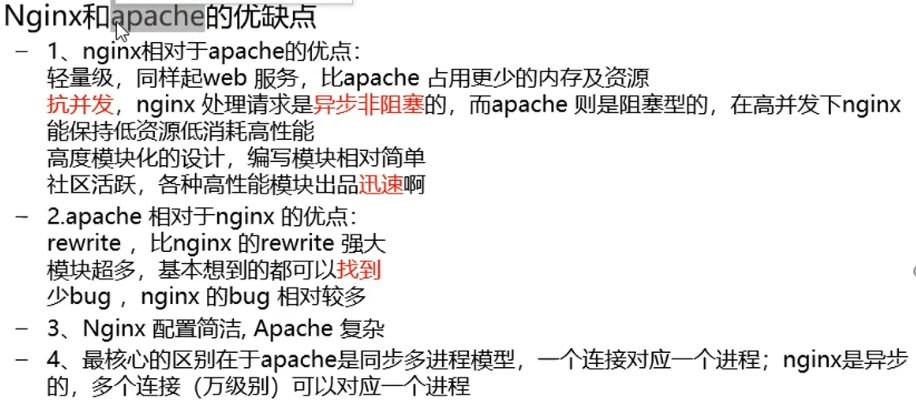 Nginx和apache的优缺点
– 1、nginx相对于apache的优点：
轻量级，同样起web 服务，比apache 占用更少的内存及资源
抗并发，nginx 处理请求是异步非阻塞的，而apache 则是阻塞型的，在高并发下nginx
能保持低资源低消耗高性能
高度模块化的设计，编写模块相对简单
社区活跃，各种高性能模块出品迅速啊
– 2.apache 相对于nginx 的优点：
rewrite ，比nginx 的rewrite 强大
模块超多，基本想到的都可以找到
少bug ，nginx 的bug 相对较多
– 3、Nginx 配置简洁, Apache 复杂
– 4、最核心的区别在于apache是同步多进程模型，一个连接对应一个进程；nginx是异步
的，多个连接（万级别）可以对应一个进程